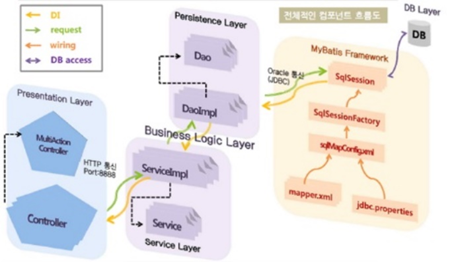 DI
request
wiring
DB access
Persistence Layer
Dao
DaoImpl
전체적인 컴포넌트 흐름도
DB Layer
DB
MyBatis Framework
Oracle 통신
(JDBC)
SqlSession
SqlSessionFactory
sqlMapConfig.xml
mapper.xml
jdbc.properties
Presentation Layer
MultiAction
Controller
HTTP 통신
Port:8888
Controller
Business Logic Layer
ServiceImpl
Service
Service Layer